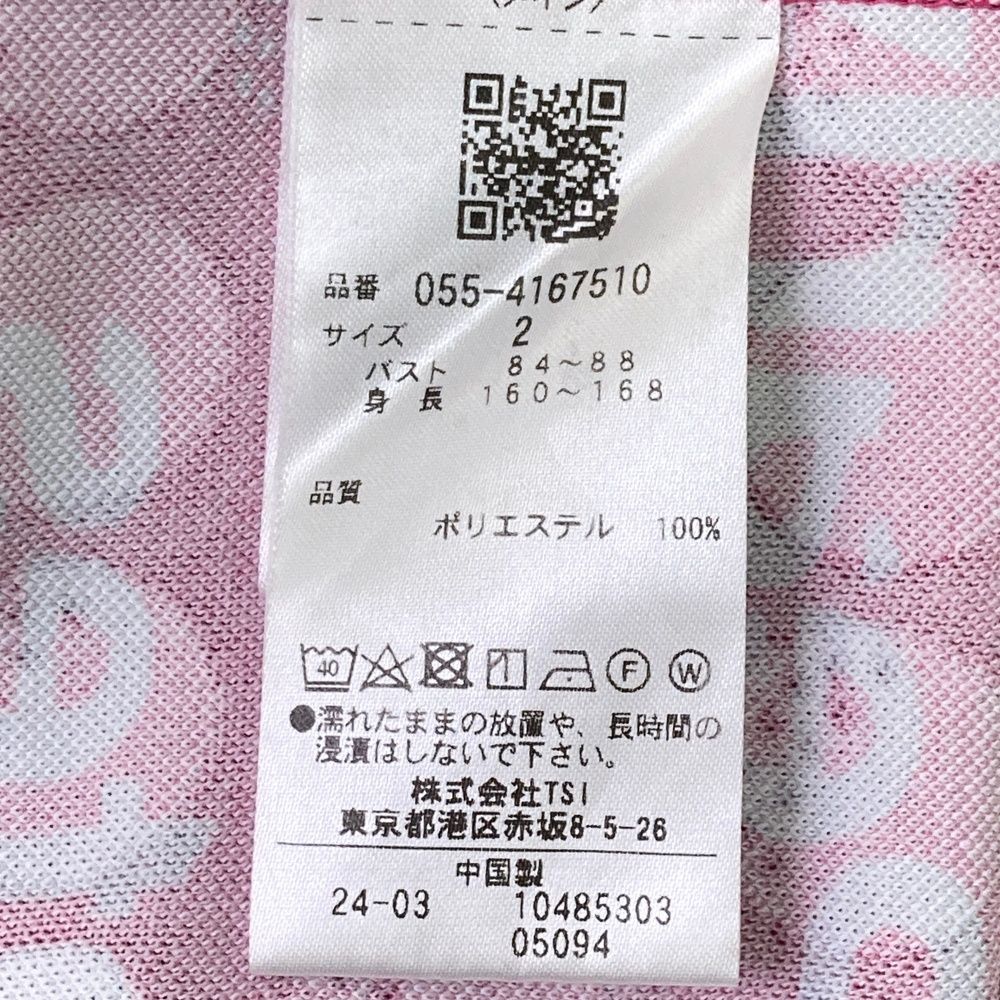 品番 055-4167510
サイズ 2
バスト 84～88
身長 160～168
品質
ポリエステル 100%
40
F W
●濡れたままの放置や、長時間の
浸漬はしないで下さい。
株式会社TSI
東京都港区赤坂8-5-26
中国製
24-03 10485303
05094